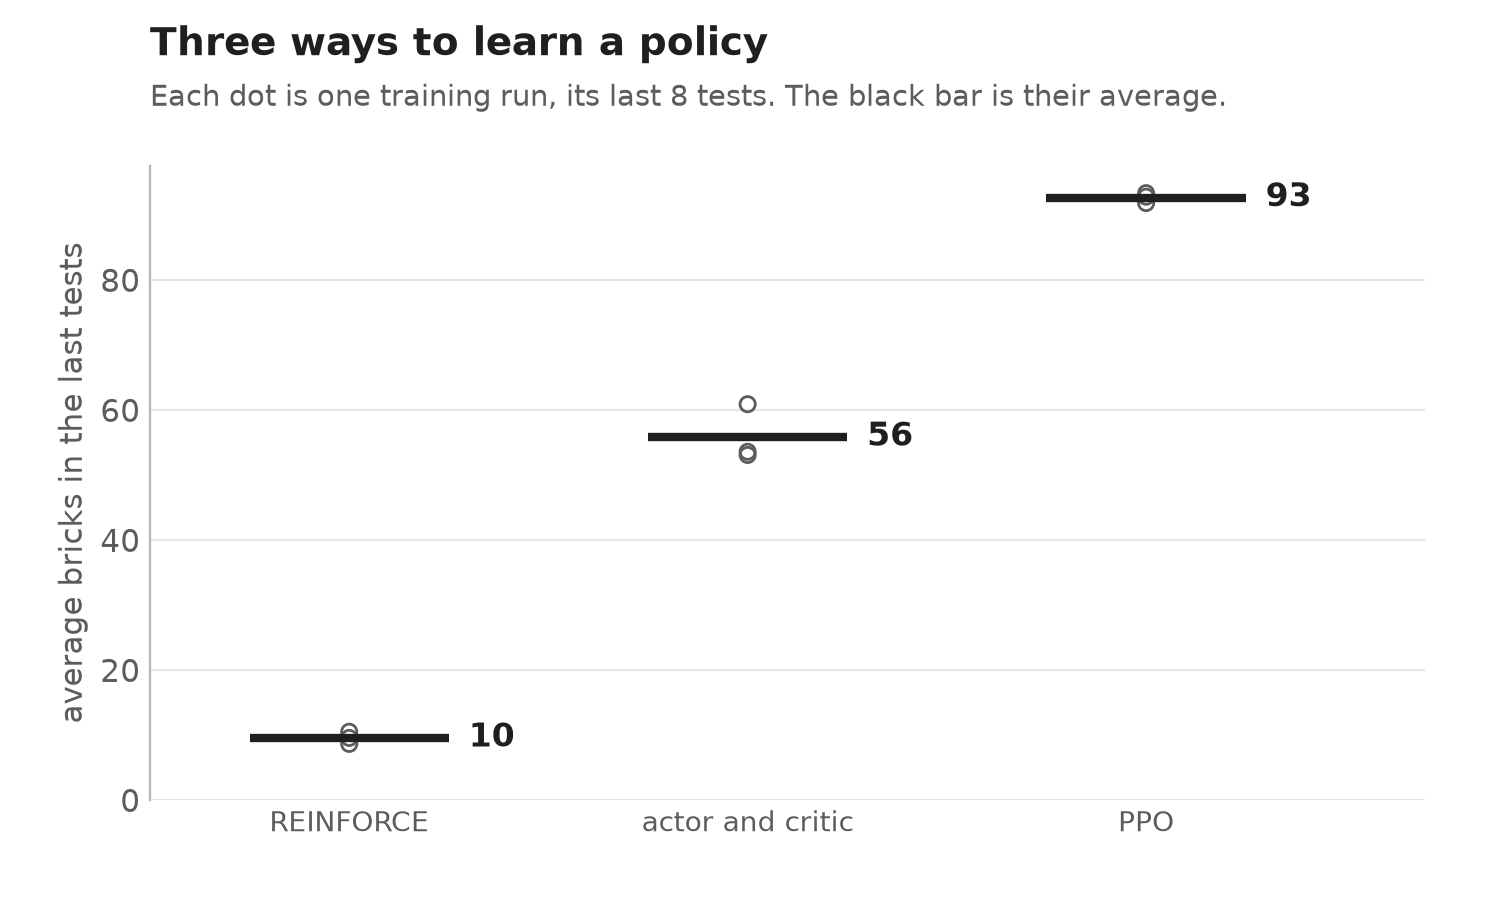 Three ways to learn a policy
Each dot is one training run, its last 8 tests. The black bar is their average.
average bricks in the last tests
80
60
40
20
0
93
56
10
REINFORCE
actor and critic
PPO